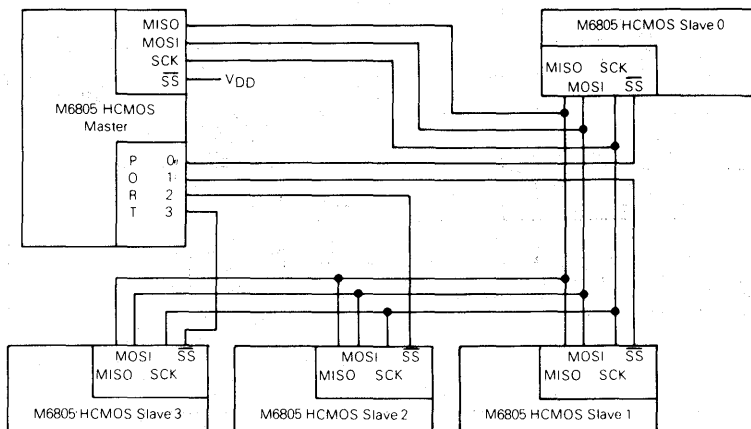 MISO
MOSI
SCK
SS
VDD
M6805 HCMOS
Master
P 0
O 1
R 2
T 3
M6805 HCMOS Slave 0
MISO SCK
MOSI SS
MOSI SS
MISO SCK
M6805 HCMOS Slave 3
MOSI SS
MISO SCK
M6805 HCMOS Slave 2
MOSI SS
MISO SCK
M6805 HCMOS Slave 1